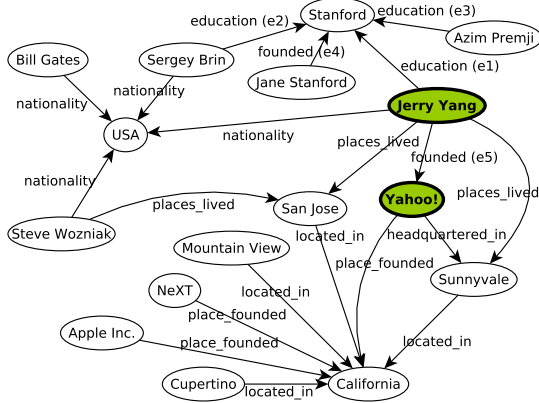 education (e2)
Stanford
education (e3)
Bill Gates
Sergey Brin
founded (e4)
Azim Premji
Jane Stanford
education (e1)
nationality
nationality
Jerry Yang
USA
nationality
places_lived
founded (e5)
nationality
places_lived
places_lived
San Jose
Yahoo!
Steve Wozniak
located_in
headquartered_in
Mountain View
place_founded
Sunnyvale
NeXT
located_in
place_founded
Apple Inc.
place_founded
located_in
Cupertino
located_in
California